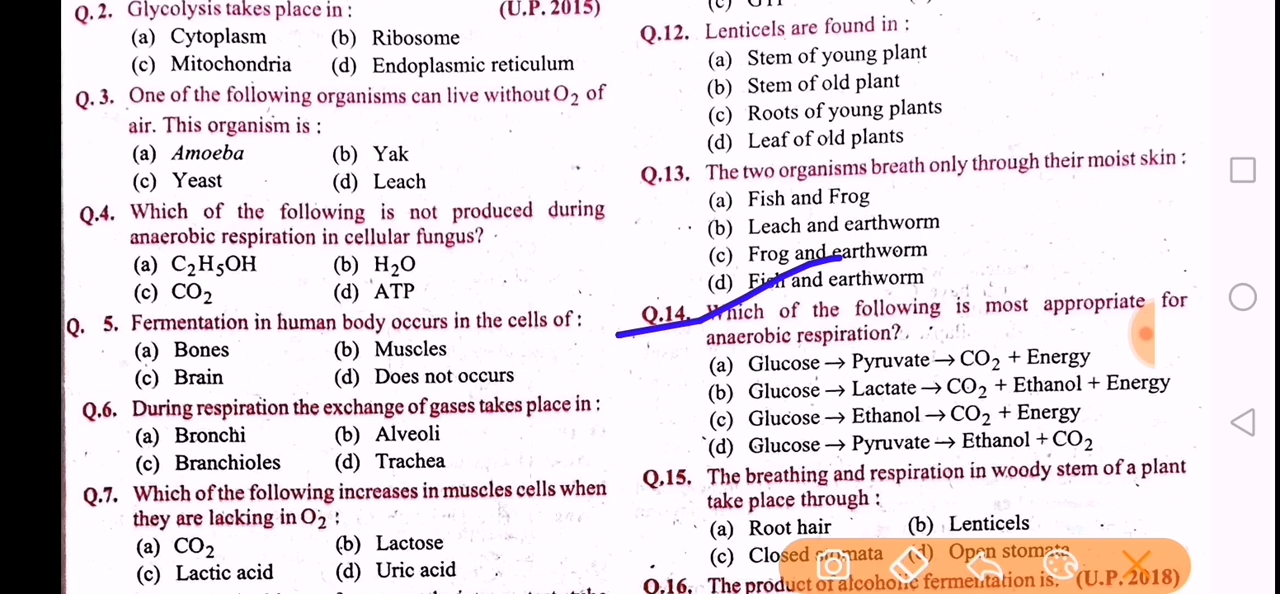 Q.2. Glycolysis takes place in : (U.P. 2015)
(a) Cytoplasm (b) Ribosome
(c) Mitochondria (d) Endoplasmic reticulum
Q.3. One of the following organisms can live without O₂ of
air. This organism is :
(a) Amoeba (b) Yak
(c) Yeast (d) Leach
Q.4. Which of the following is not produced during
anaerobic respiration in cellular fungus?
(a) C₂H₅OH (b) H₂O
(c) CO₂ (d) ATP
Q. 5. Fermentation in human body occurs in the cells of :
(a) Bones (b) Muscles
(c) Brain (d) Does not occurs
Q.6. During respiration the exchange of gases takes place in :
(a) Bronchi (b) Alveoli
(c) Branchioles (d) Trachea
Q.7. Which of the following increases in muscles cells when
they are lacking in O₂ :
(a) CO₂ (b) Lactose
(c) Lactic acid (d) Uric acid
Q.12. Lenticels are found in :
(a) Stem of young plant
(b) Stem of old plant
(c) Roots of young plants
(d) Leaf of old plants
Q.13. The two organisms breath only through their moist skin :
(a) Fish and Frog
(b) Leach and earthworm
(c) Frog and earthworm
(d) Fish and earthworm
Q.14. Which of the following is most appropriate for
anaerobic respiration?
(a) Glucose → Pyruvate → CO₂ + Energy
(b) Glucose → Lactate → CO₂ + Ethanol + Energy
(c) Glucose → Ethanol → CO₂ + Energy
(d) Glucose → Pyruvate → Ethanol + CO₂
Q.15. The breathing and respiration in woody stem of a plant
take place through :
(a) Root hair (b) Lenticels
(c) Closed stomata (d) Open stomata
Q.16. The product of alcoholic fermentation is. (U.P. 2018)